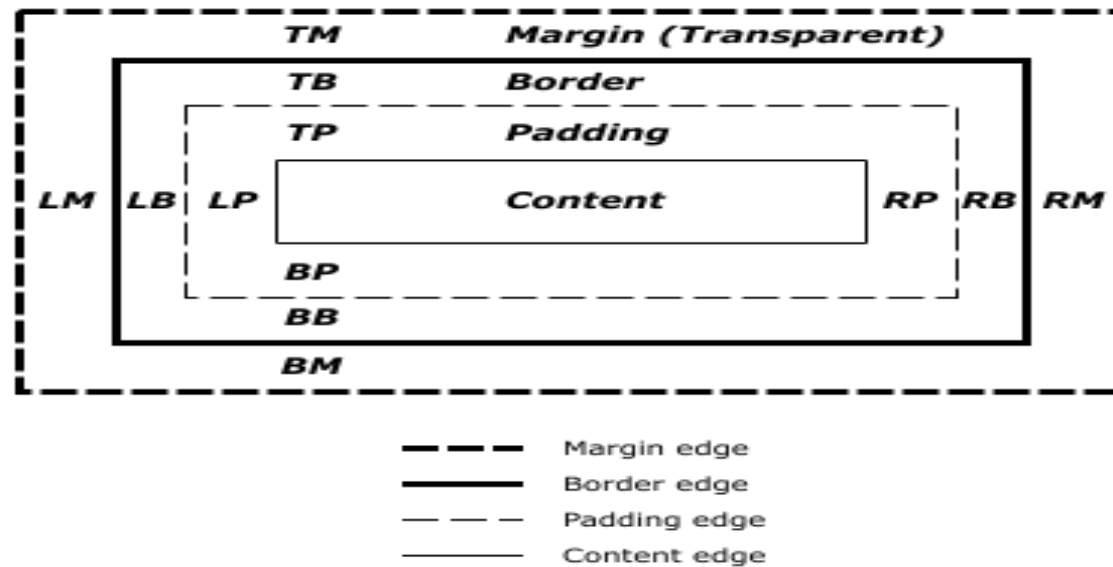 TM Margin (Transparent)
TB Border
TP Padding
LM LB LP Content RP RB RM
BP
BB
BM
Margin edge
Border edge
Padding edge
Content edge